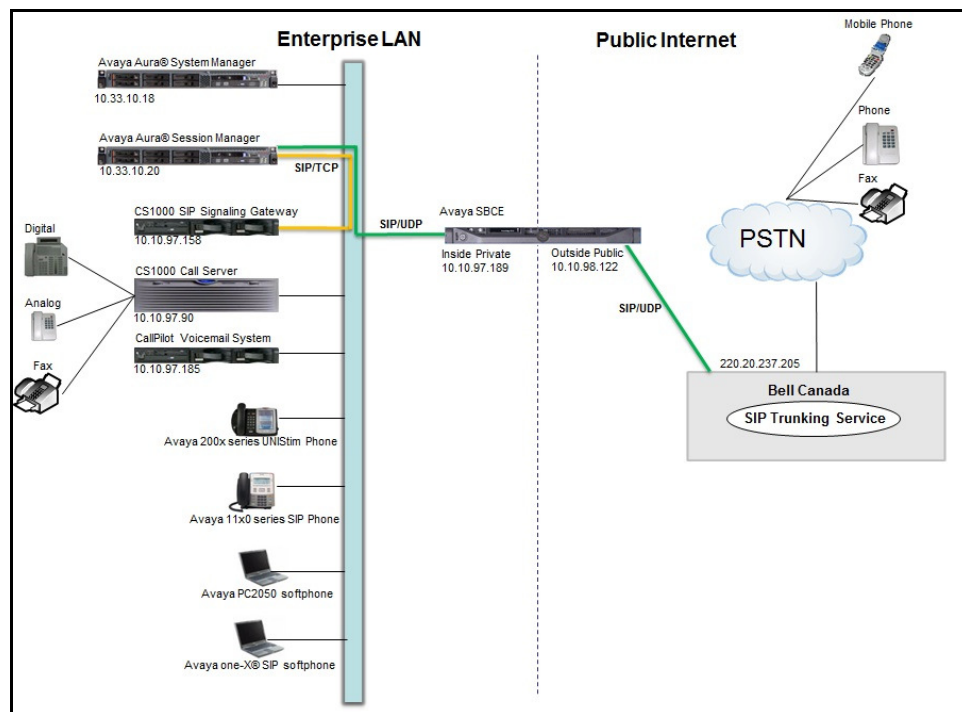 Enterprise LAN
Public Internet
Mobile Phone
Avaya Aura® System Manager
10.33.10.18
Phone
Avaya Aura® Session Manager
10.33.10.20
SIP/TCP
Fax
CS1000 SIP Signaling Gateway
10.10.97.158
Digital
SIP/UDP
Avaya SBCE
Inside Private
10.10.97.189
Outside Public
10.10.98.122
PSTN
CS1000 Call Server
10.10.97.90
Analog
SIP/UDP
CallPilot Voicemail System
10.10.97.185
Fax
220.20.237.205
Bell Canada
SIP Trunking Service
Avaya 200x series UNIStim Phone
Avaya 11x0 series SIP Phone
Avaya PC2050 softphone
Avaya one-X® SIP softphone